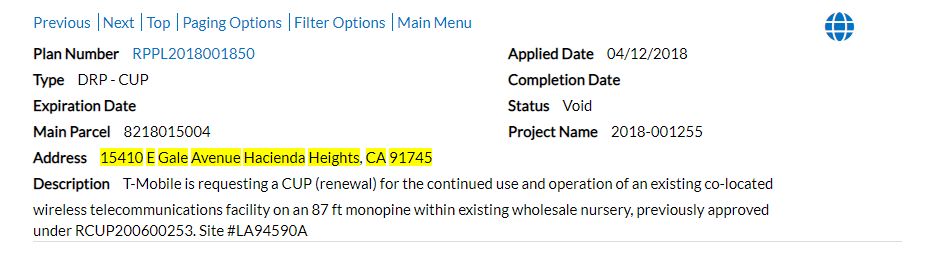 Previous | Next | Top | Paging Options | Filter Options | Main Menu
Plan Number RPPL2018001850 Applied Date 04/12/2018
Type DRP - CUP Completion Date
Expiration Date Status Void
Main Parcel 8218015004 Project Name 2018-001255
Address 15410 E Gale Avenue Hacienda Heights, CA 91745
Description T-Mobile is requesting a CUP (renewal) for the continued use and operation of an existing co-located
wireless telecommunications facility on an 87 ft monopine within existing wholesale nursery, previously approved
under RCUP200600253. Site #LA94590A